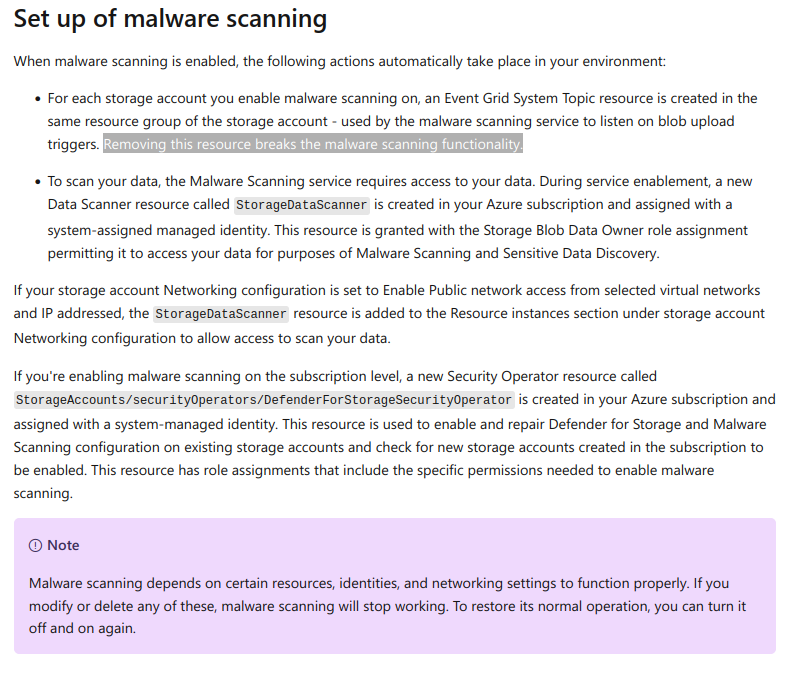 Set up of malware scanning
When malware scanning is enabled, the following actions automatically take place in your environment:
• For each storage account you enable malware scanning on, an Event Grid System Topic resource is created in the
same resource group of the storage account - used by the malware scanning service to listen on blob upload
triggers. Removing this resource breaks the malware scanning functionality.
• To scan your data, the Malware Scanning service requires access to your data. During service enablement, a new
Data Scanner resource called StorageDataScanner is created in your Azure subscription and assigned with a
system-assigned managed identity. This resource is granted with the Storage Blob Data Owner role assignment
permitting it to access your data for purposes of Malware Scanning and Sensitive Data Discovery.
If your storage account Networking configuration is set to Enable Public network access from selected virtual networks
and IP addressed, the StorageDataScanner resource is added to the Resource instances section under storage account
Networking configuration to allow access to scan your data.
If you're enabling malware scanning on the subscription level, a new Security Operator resource called
StorageAccounts/securityOperators/DefenderForStorageSecurityOperator is created in your Azure subscription and
assigned with a system-managed identity. This resource is used to enable and repair Defender for Storage and Malware
Scanning configuration on existing storage accounts and check for new storage accounts created in the subscription to
be enabled. This resource has role assignments that include the specific permissions needed to enable malware
scanning.
Note
Malware scanning depends on certain resources, identities, and networking settings to function properly. If you
modify or delete any of these, malware scanning will stop working. To restore its normal operation, you can turn it
off and on again.